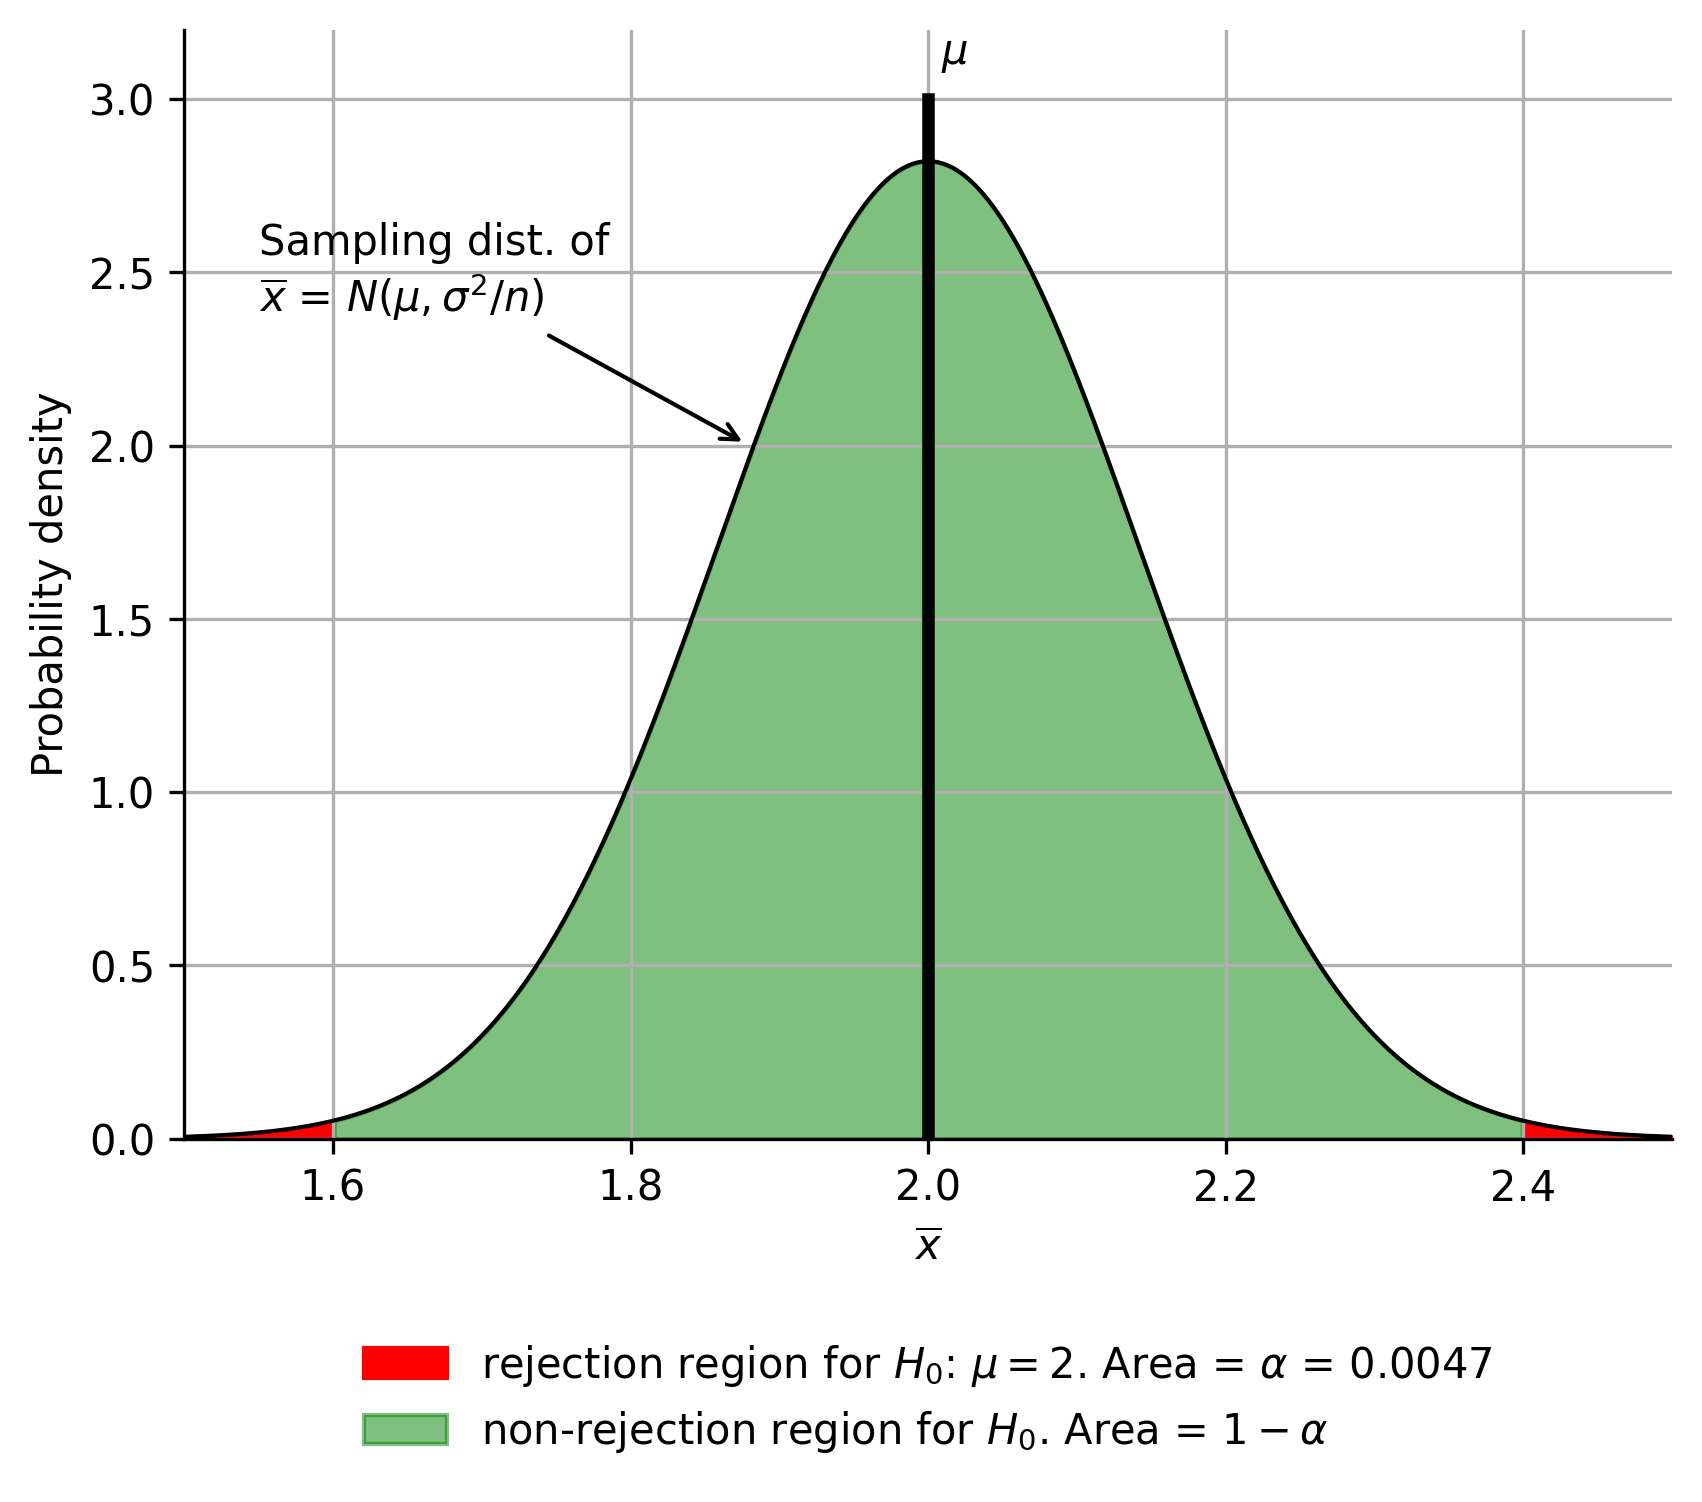 μ
3.0
Sampling dist. of
2.5
x̅ = N(μ, σ²/n)
2.0
Probability density
1.5
1.0
0.5
0.0
1.6 1.8 2.0 2.2 2.4
x̅
rejection region for H₀: μ = 2. Area = α = 0.0047
non-rejection region for H₀. Area = 1 − α